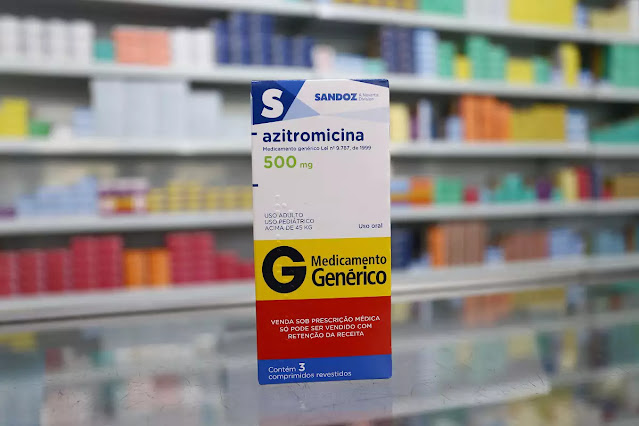 S
SANDOZ A Novartis
Division
azitromicina
Medicamento genérico Lei nº 9.787, de 1999
500 mg
USO ADULTO
USO PEDIÁTRICO
ACIMA DE 45 KG
Uso oral
G Medicamento
Genérico
VENDA SOB PRESCRIÇÃO MÉDICA
SÓ PODE SER VENDIDO COM
RETENÇÃO DA RECEITA
Contém 3
comprimidos revestidos